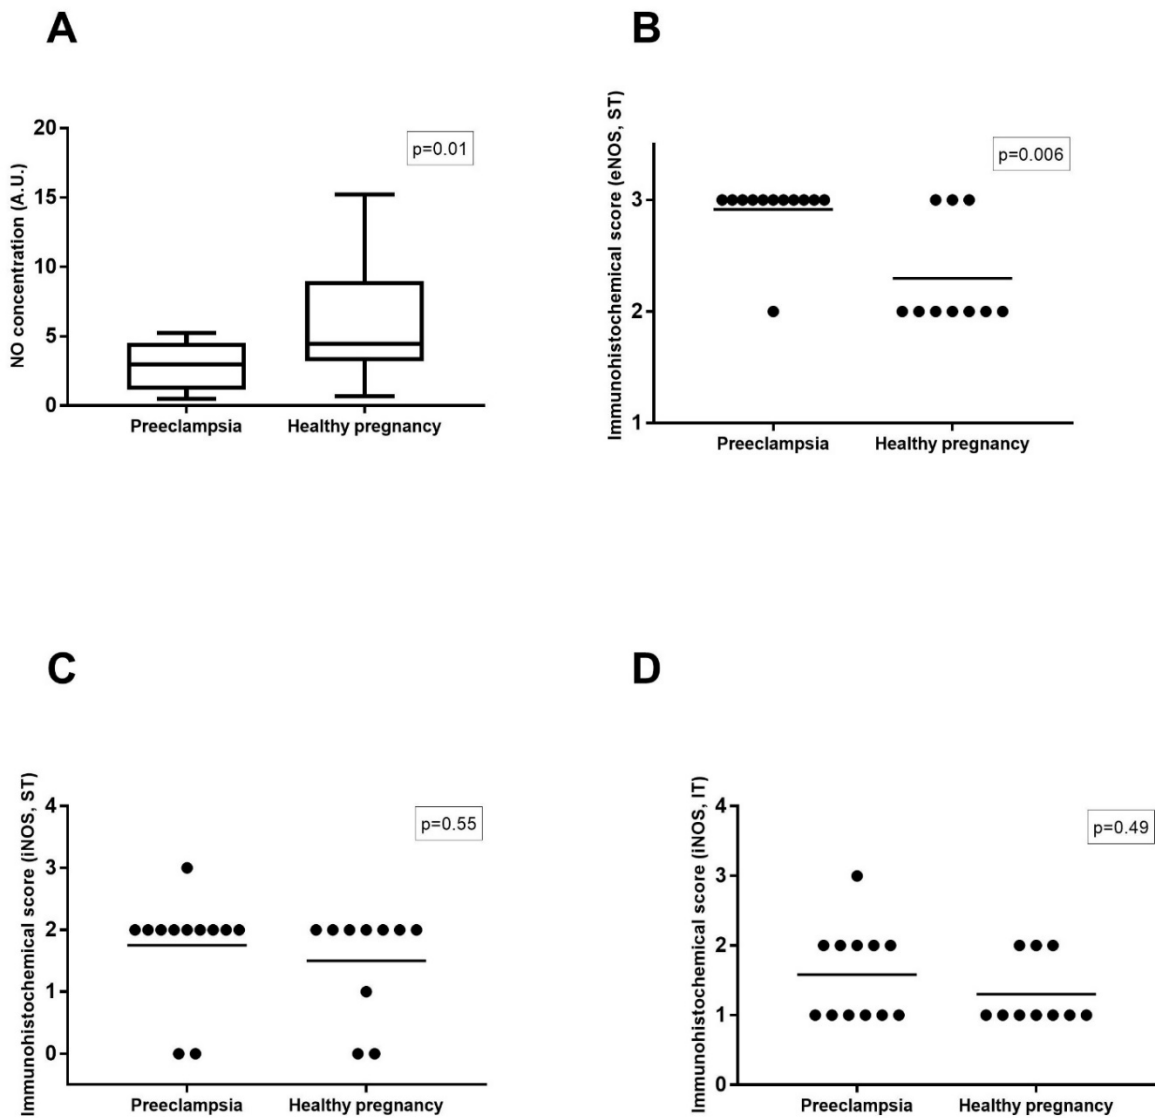 A
NO concentration (A.U.)
20
15
10
5
0
p=0.01
Preeclampsia
Healthy pregnancy
B
Immunohistochemical score (eNOS, ST)
3
2
1
p=0.006
Preeclampsia
Healthy pregnancy
C
Immunohistochemical score (iNOS, ST)
4
3
2
1
0
p=0.55
Preeclampsia
Healthy pregnancy
D
Immunohistochemical score (iNOS, IT)
4
3
2
1
0
p=0.49
Preeclampsia
Healthy pregnancy